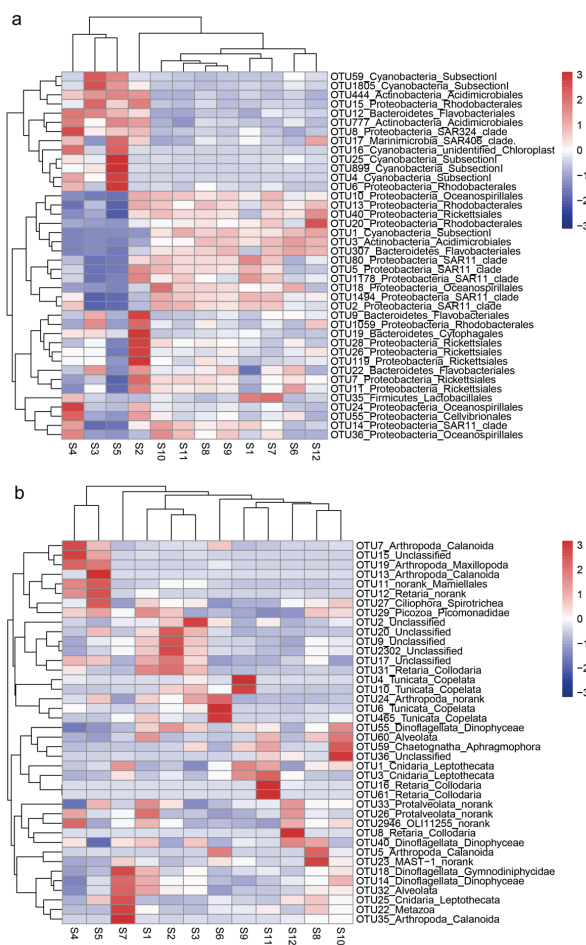 a
OTU59_Cyanobacteria_SubsectionI
OTU1805_Cyanobacteria_SubsectionI
OTU444_Actinobacteria_Acidimicrobiales
OTU15_Proteobacteria_Rhodobacterales
OTU12_Bacteroidetes_Flavobacteriales
OTU777_Actinobacteria_Acidimicrobiales
OTU8_Proteobacteria_SAR324_clade
OTU17_Marinimicrobia_SAR406_clade.
OTU16_Cyanobacteria_unidentified_Chloroplast
OTU25_Cyanobacteria_SubsectionI
OTU899_Cyanobacteria_SubsectionI
OTU4_Cyanobacteria_SubsectionI
OTU6_Proteobacteria_Rhodobacterales
OTU10_Proteobacteria_Oceanospirillales
OTU13_Proteobacteria_Rhodobacterales
OTU40_Proteobacteria_Rickettsiales
OTU20_Proteobacteria_Rhodobacterales
OTU1_Cyanobacteria_SubsectionI
OTU3_Actinobacteria_Acidimicrobiales
OTU307_Bacteroidetes_Flavobacteriales
OTU80_Proteobacteria_SAR11_clade
OTU5_Proteobacteria_SAR11_clade
OTU1178_Proteobacteria_SAR11_clade
OTU18_Proteobacteria_Oceanospirillales
OTU1494_Proteobacteria_SAR11_clade
OTU2_Proteobacteria_SAR11_clade
OTU9_Bacteroidetes_Flavobacteriales
OTU1059_Proteobacteria_Rhodobacterales
OTU19_Bacteroidetes_Cytophagales
OTU28_Proteobacteria_Rickettsiales
OTU26_Proteobacteria_Rickettsiales
OTU119_Proteobacteria_Rickettsiales
OTU22_Bacteroidetes_Flavobacteriales
OTU7_Proteobacteria_Rickettsiales
OTU11_Proteobacteria_Rickettsiales
OTU35_Firmicutes_Lactobacillales
OTU24_Proteobacteria_Oceanospirillales
OTU55_Proteobacteria_Cellvibrionales
OTU14_Proteobacteria_SAR11_clade
OTU36_Proteobacteria_Oceanospirillales
S4 S3 S5 S2 S10 S11 S8 S9 S1 S7 S6 S12
3
2
1
0
-1
-2
-3
b
OTU7_Arthropoda_Calanoida
OTU15_Unclassified
OTU19_Arthropoda_Maxillopoda
OTU13_Arthropoda_Calanoida
OTU11_norank_Mamiellales
OTU12_Retaria_norank
OTU27_Ciliophora_Spirotrichea
OTU29_Picozoa_Picomonadidae
OTU2_Unclassified
OTU20_Unclassified
OTU9_Unclassified
OTU2302_Unclassified
OTU17_Unclassified
OTU31_Retaria_Collodaria
OTU4_Tunicata_Copelata
OTU10_Tunicata_Copelata
OTU24_Arthropoda_norank
OTU6_Tunicata_Copelata
OTU465_Tunicata_Copelata
OTU55_Dinoflagellata_Dinophyceae
OTU60_Alveolata
OTU59_Chaetognatha_Aphragmophora
OTU36_Unclassified
OTU1_Cnidaria_Leptothecata
OTU3_Cnidaria_Leptothecata
OTU16_Retaria_Collodaria
OTU61_Retaria_Collodaria
OTU33_Protalveolata_norank
OTU26_Protalveolata_norank
OTU2946_OLI11255_norank
OTU8_Retaria_Collodaria
OTU40_Dinoflagellata_Dinophyceae
OTU5_Arthropoda_Calanoida
OTU23_MAST-1_norank
OTU18_Dinoflagellata_Gymnodiniphycidae
OTU14_Dinoflagellata_Dinophyceae
OTU32_Alveolata
OTU25_Cnidaria_Leptothecata
OTU22_Metazoa
OTU35_Arthropoda_Calanoida
S4 S5 S7 S1 S2 S3 S6 S9 S11 S12 S8 S10
3
2
1
0
-1
-2
-3